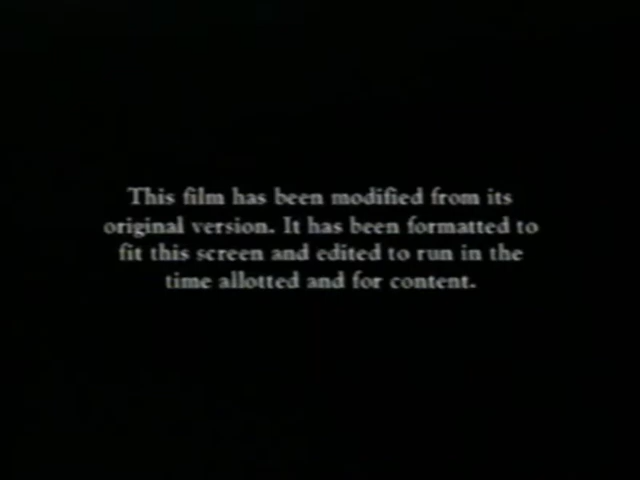 This film has been modified from its
original version. It has been formatted to
fit this screen and edited to run in the
time allotted and for content.